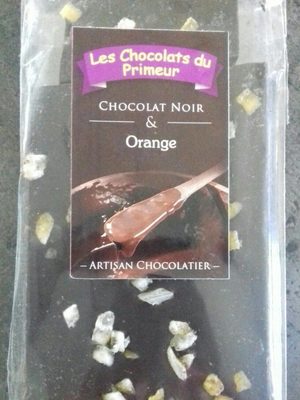 Les Chocolats du
Primeur
CHOCOLAT NOIR
&
Orange
– ARTISAN CHOCOLATIER –